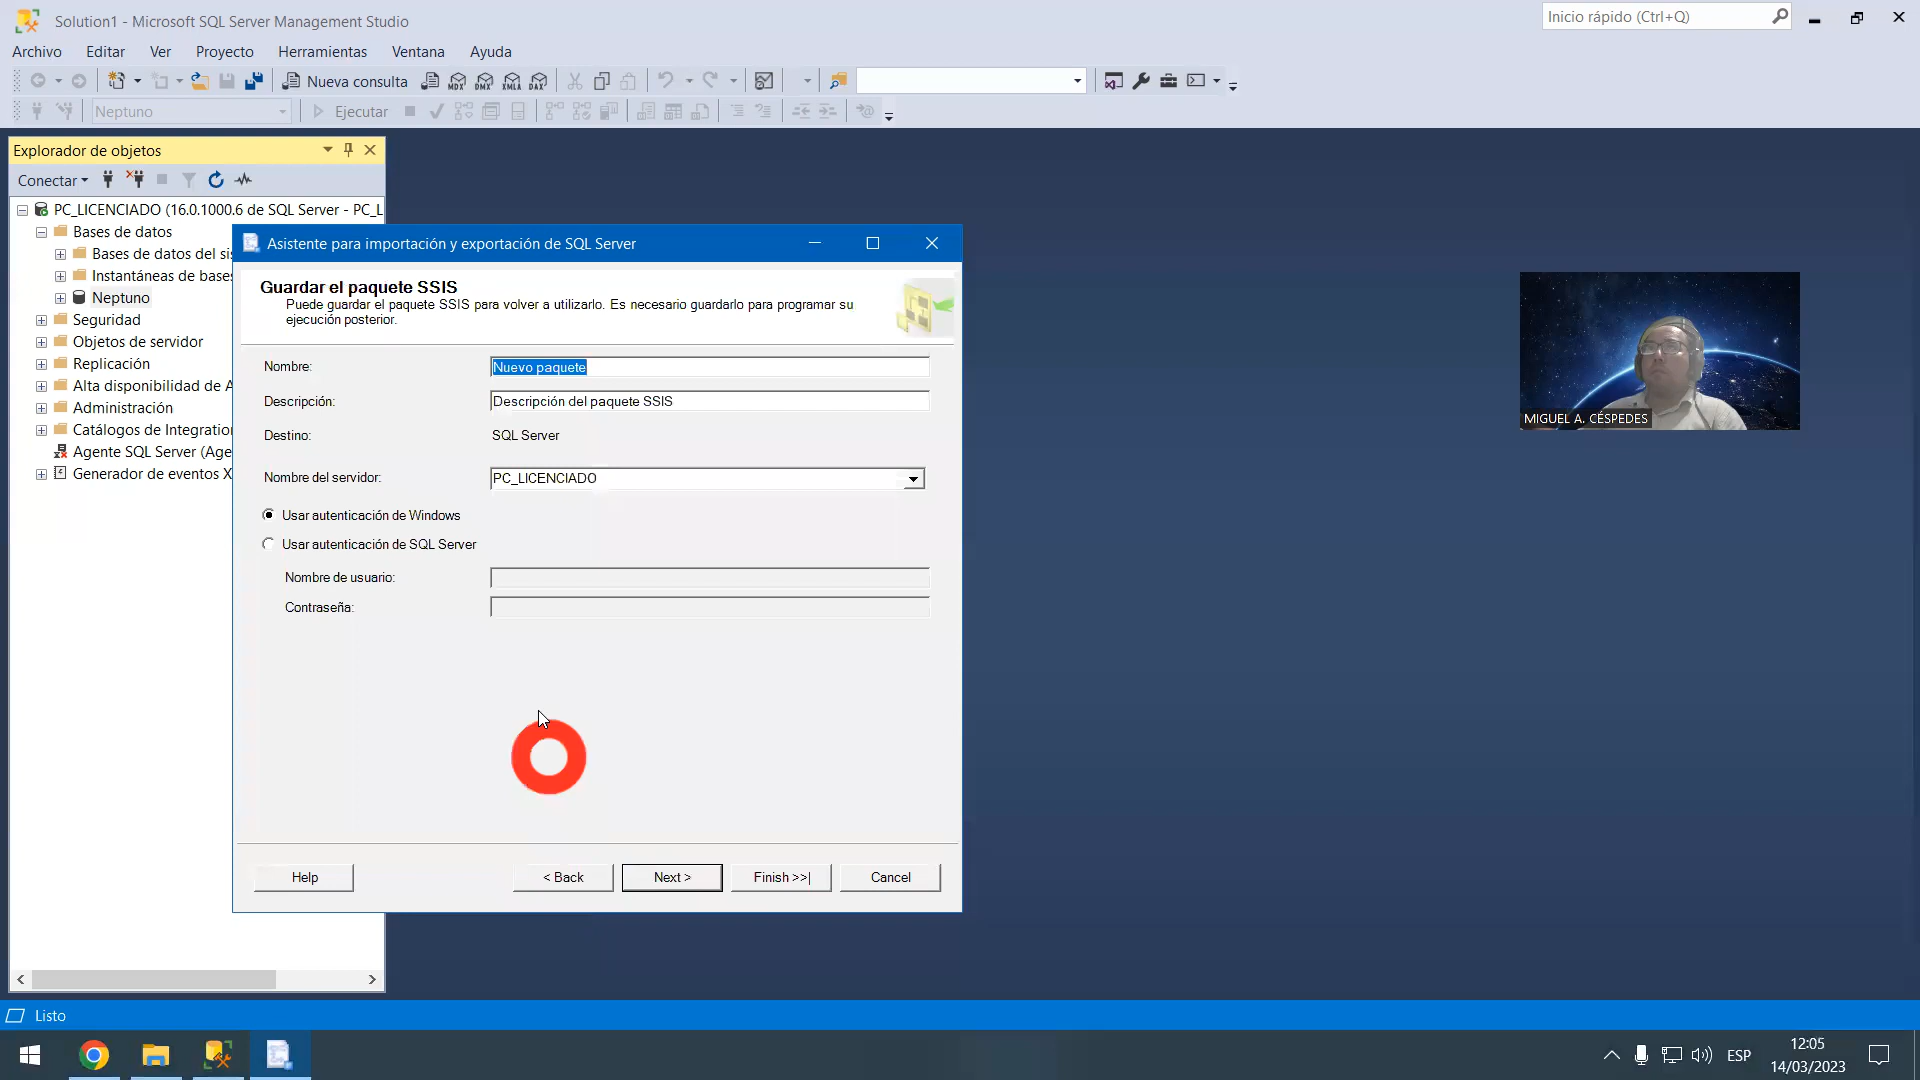 Solution1 - Microsoft SQL Server Management Studio
Inicio rápido (Ctrl+Q)
Archivo Editar Ver Proyecto Herramientas Ventana Ayuda
Nueva consulta MDX DMX XMLA DAX
Neptuno Ejecutar
Explorador de objetos
Conectar
PC_LICENCIADO (16.0.1000.6 de SQL Server - PC_L
Bases de datos
Bases de datos del si
Instantáneas de bases
Neptuno
Seguridad
Objetos de servidor
Replicación
Alta disponibilidad de A
Administración
Catálogos de Integration
Agente SQL Server (Age
Generador de eventos X
Asistente para importación y exportación de SQL Server
Guardar el paquete SSIS
Puede guardar el paquete SSIS para volver a utilizarlo. Es necesario guardarlo para programar su
ejecución posterior.
Nombre: Nuevo paquete
Descripción: Descripción del paquete SSIS
Destino: SQL Server
Nombre del servidor: PC_LICENCIADO
Usar autenticación de Windows
Usar autenticación de SQL Server
Nombre de usuario:
Contraseña:
Help < Back Next > Finish >>| Cancel
MIGUEL A. CÉSPEDES
Listo
ESP
12:05
14/03/2023